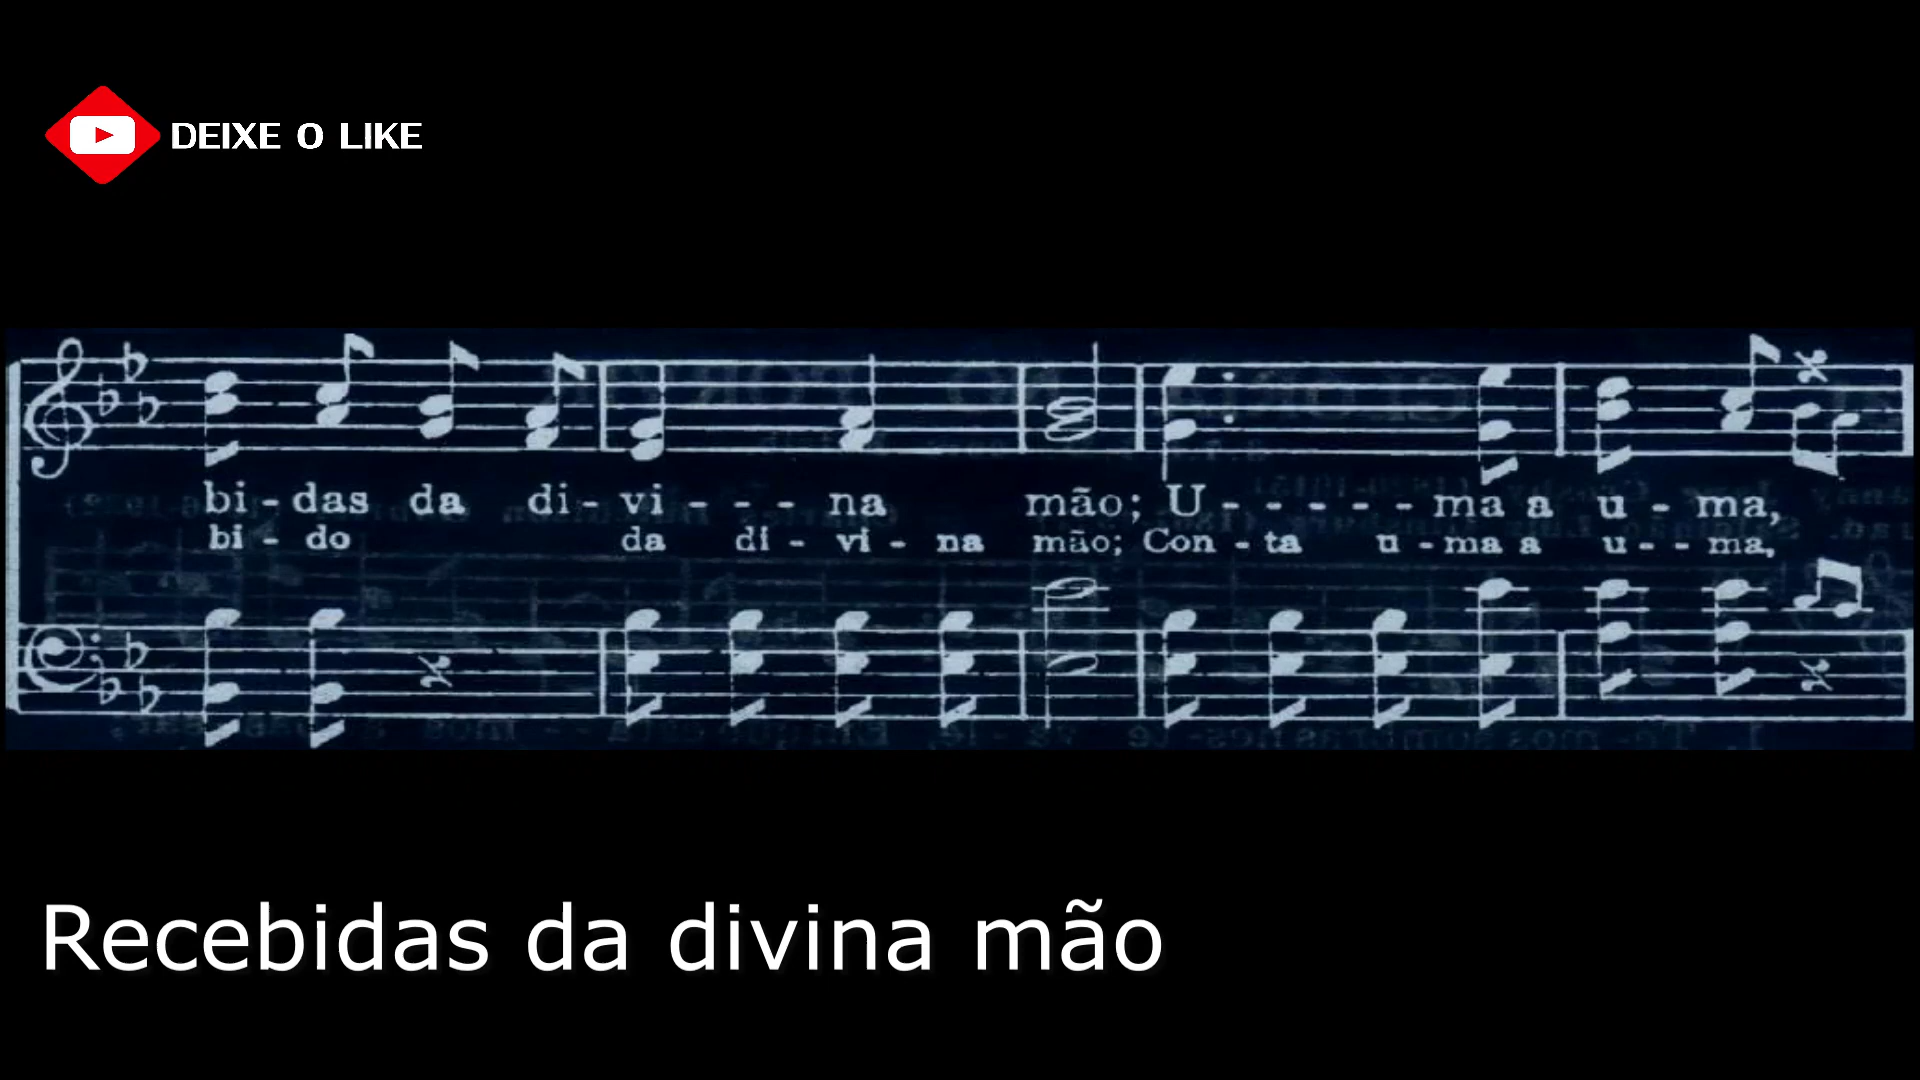 DEIXE O LIKE
bi - das da di - vi - - - na mão; U - - - - - ma a u - ma,
bi - do da di - vi - na mão; Con - ta u - ma a u - - ma,
Recebidas da divina mão